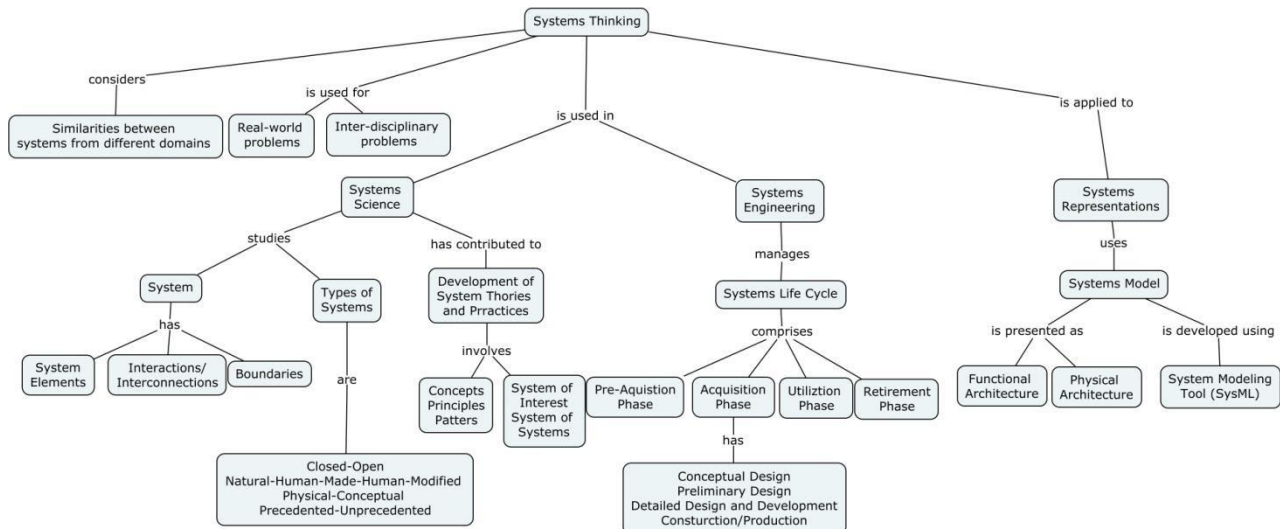 Systems Thinking
considers
is used for
is used in
is applied to
Similarities between
systems from different domains
Real-world
problems
Inter-disciplinary
problems
Systems
Science
Systems
Engineering
Systems
Representations
studies
has contributed to
manages
uses
System
Types of
Systems
Development of
System Thories
and Prractices
Systems Life Cycle
Systems Model
has
are
involves
comprises
is presented as
is developed using
System
Elements
Interactions/
Interconnections
Boundaries
Concepts
Principles
Patters
System of
Interest
System of
Systems
Pre-Aquistion
Phase
Acquisition
Phase
Utiliztion
Phase
Retirement
Phase
Functional
Architecture
Physical
Architecture
System Modeling
Tool (SysML)
has
Closed-Open
Natural-Human-Made-Human-Modified
Physical-Conceptual
Precedented-Unprecedented
Conceptual Design
Preliminary Design
Detailed Design and Development
Consturction/Production